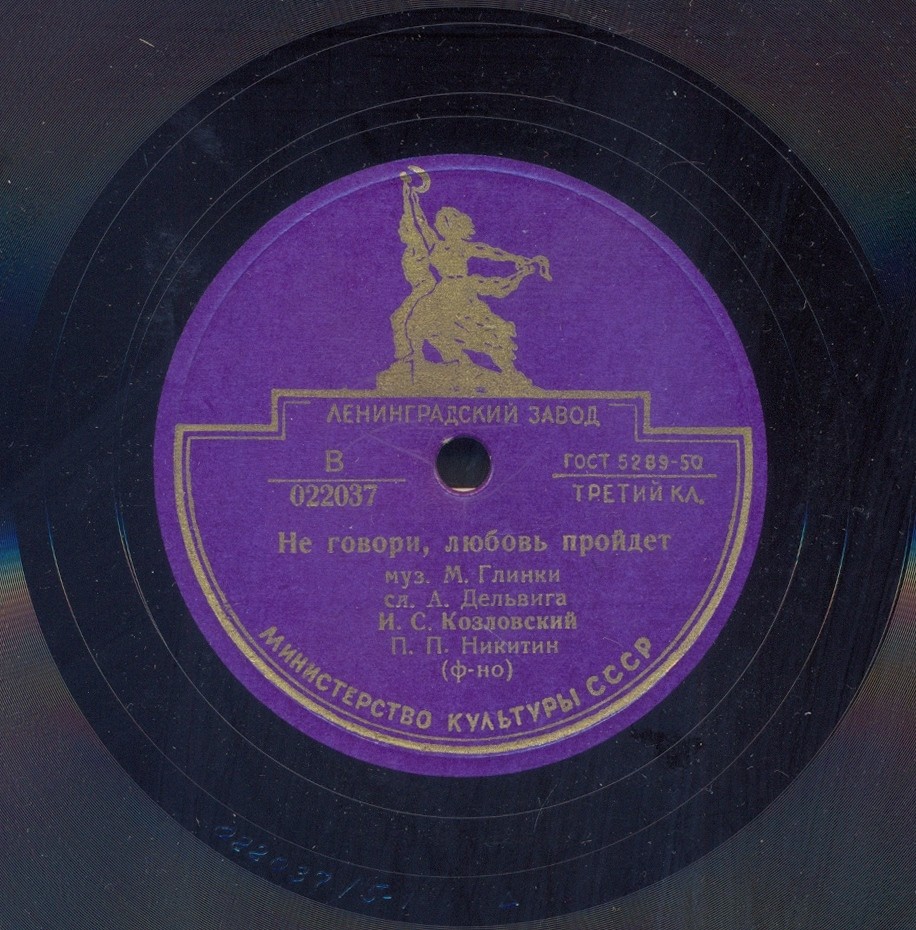 ЛЕНИНГРАДСКИЙ ЗАВОД
В
022037
ГОСТ 5289-50
ТРЕТИЙ КЛ.
Не говори, любовь пройдет
муз. М. Глинки
сл. А. Дельвига
И. С. Козловский
П. П. Никитин
(ф-но)
МИНИСТЕРСТВО КУЛЬТУРЫ СССР
022037/5-1